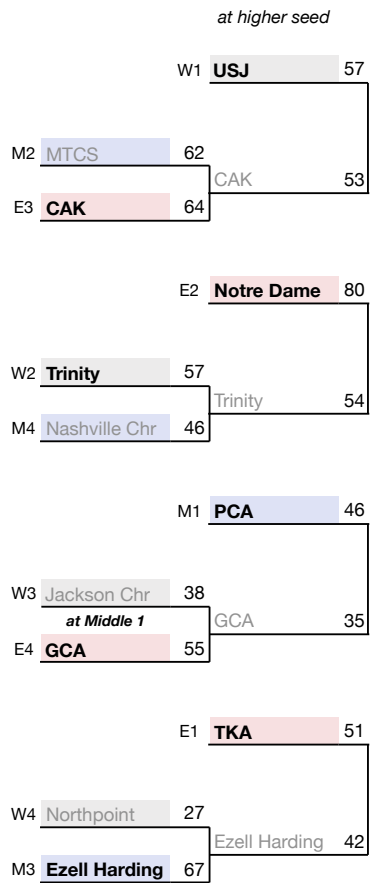 at higher seed
W1 USJ 57
M2 MTCS 62
CAK 53
E3 CAK 64
E2 Notre Dame 80
W2 Trinity 57
Trinity 54
M4 Nashville Chr 46
M1 PCA 46
W3 Jackson Chr 38
at Middle 1
GCA 35
E4 GCA 55
E1 TKA 51
W4 Northpoint 27
Ezell Harding 42
M3 Ezell Harding 67